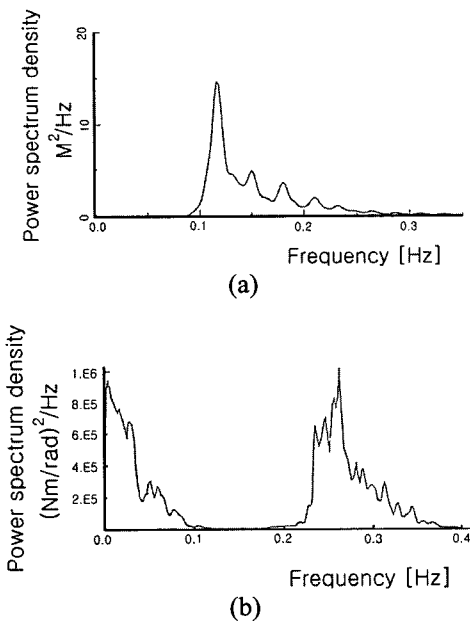 Power spectrum density
M²/Hz
20
10
0
0.0 0.1 0.2 0.3
Frequency [Hz]
(a)
Power spectrum density
(Nm/rad)²/Hz
1.E6
8.E5
6.E5
4.E5
2.E5
0.0 0.1 0.2 0.3 0.4
Frequency [Hz]
(b)